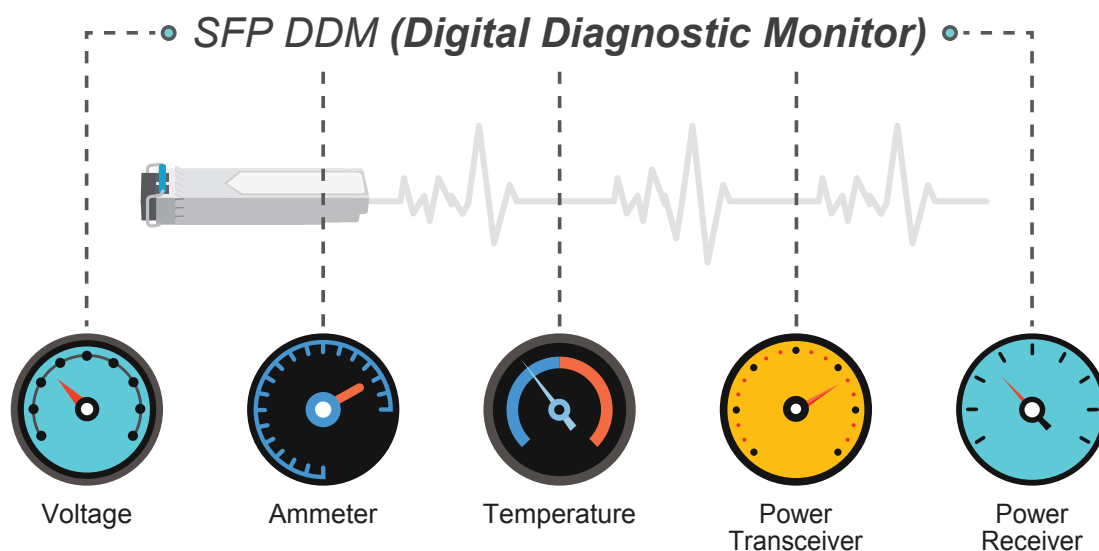 SFP DDM (Digital Diagnostic Monitor)
Voltage
Ammeter
Temperature
Power
Transceiver
Power
Receiver